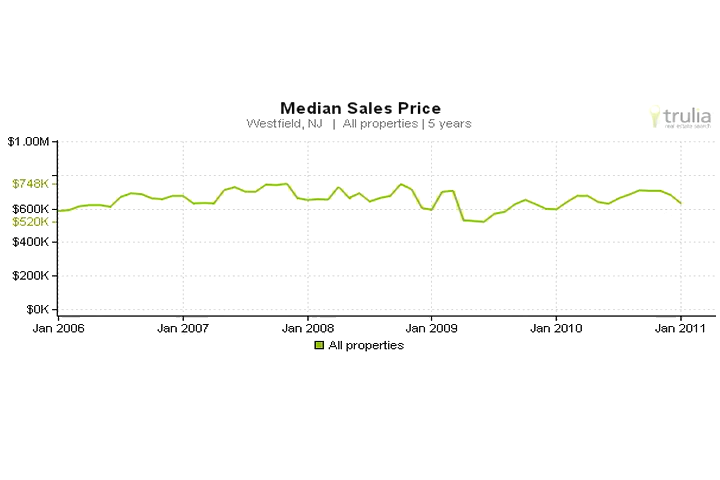 Median Sales Price
Westfield, NJ | All properties | 5 years
trulia
real estate search
$1.00M
$748K
$600K
$520K
$400K
$200K
$0K
Jan 2006 Jan 2007 Jan 2008 Jan 2009 Jan 2010 Jan 2011
All properties